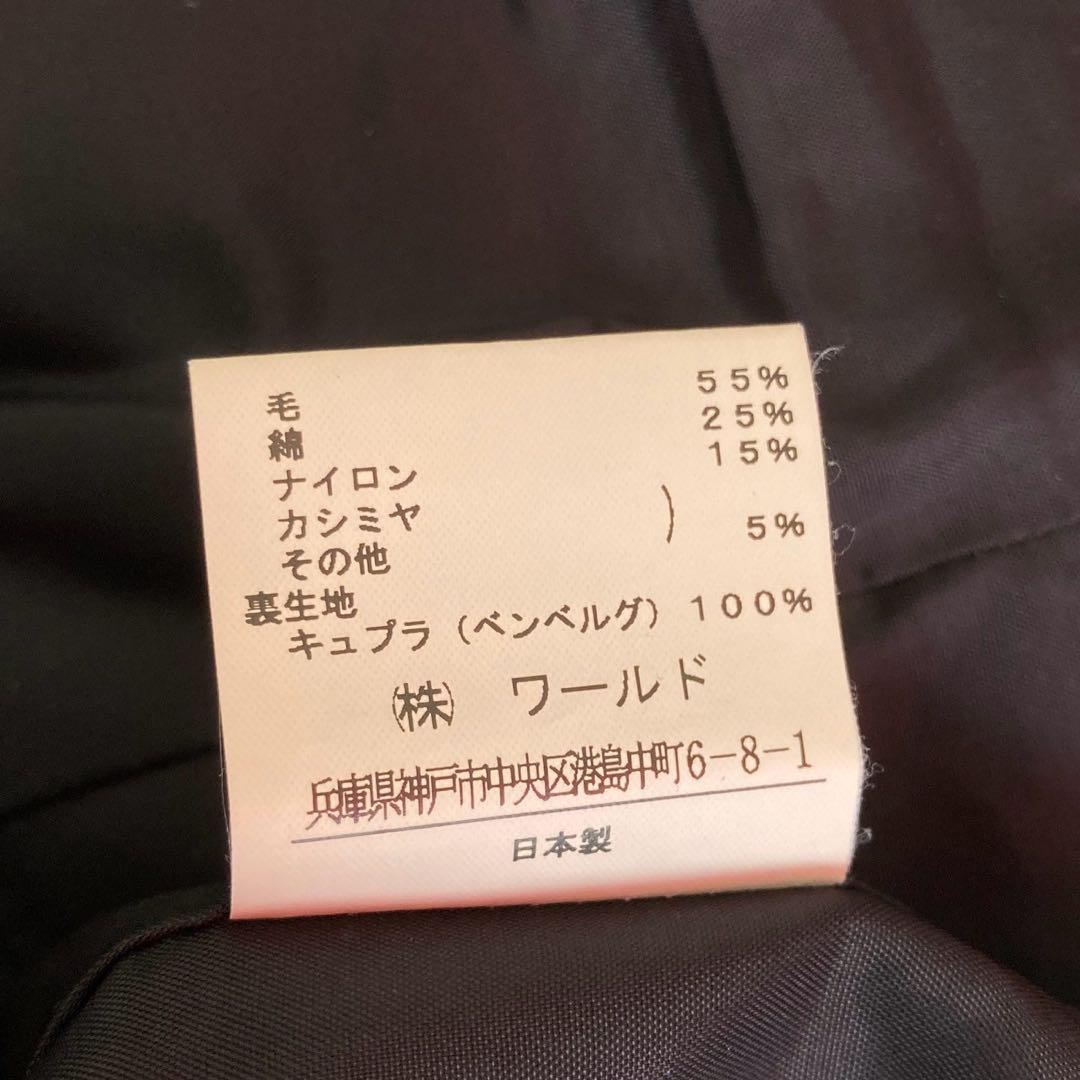 毛 55%
綿 25%
ナイロン 15%
カシミヤ
その他 ) 5%
裏生地
キュプラ(ベンベルグ) 100%
㈱ ワールド
兵庫県神戸市中央区港島中町6-8-1
日本製